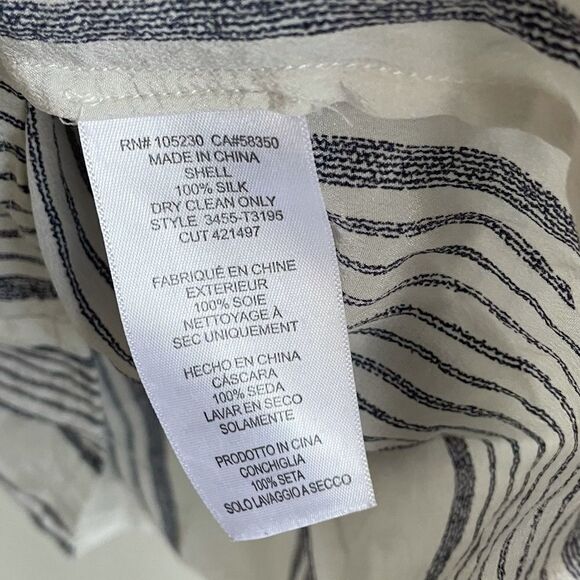 RN# 105230 CA#58350
MADE IN CHINA
SHELL
100% SILK
DRY CLEAN ONLY
STYLE 3455-T3195
CUT 421497
FABRIQUÉ EN CHINE
EXTERIEUR
100% SOIE
NETTOYAGE À
SEC UNIQUEMENT
HECHO EN CHINA
CÁSCARA
100% SEDA
LAVAR EN SECO
SOLAMENTE
PRODOTTO IN CINA
CONCHIGLIA
100% SETA
SOLO LAVAGGIO A SECCO